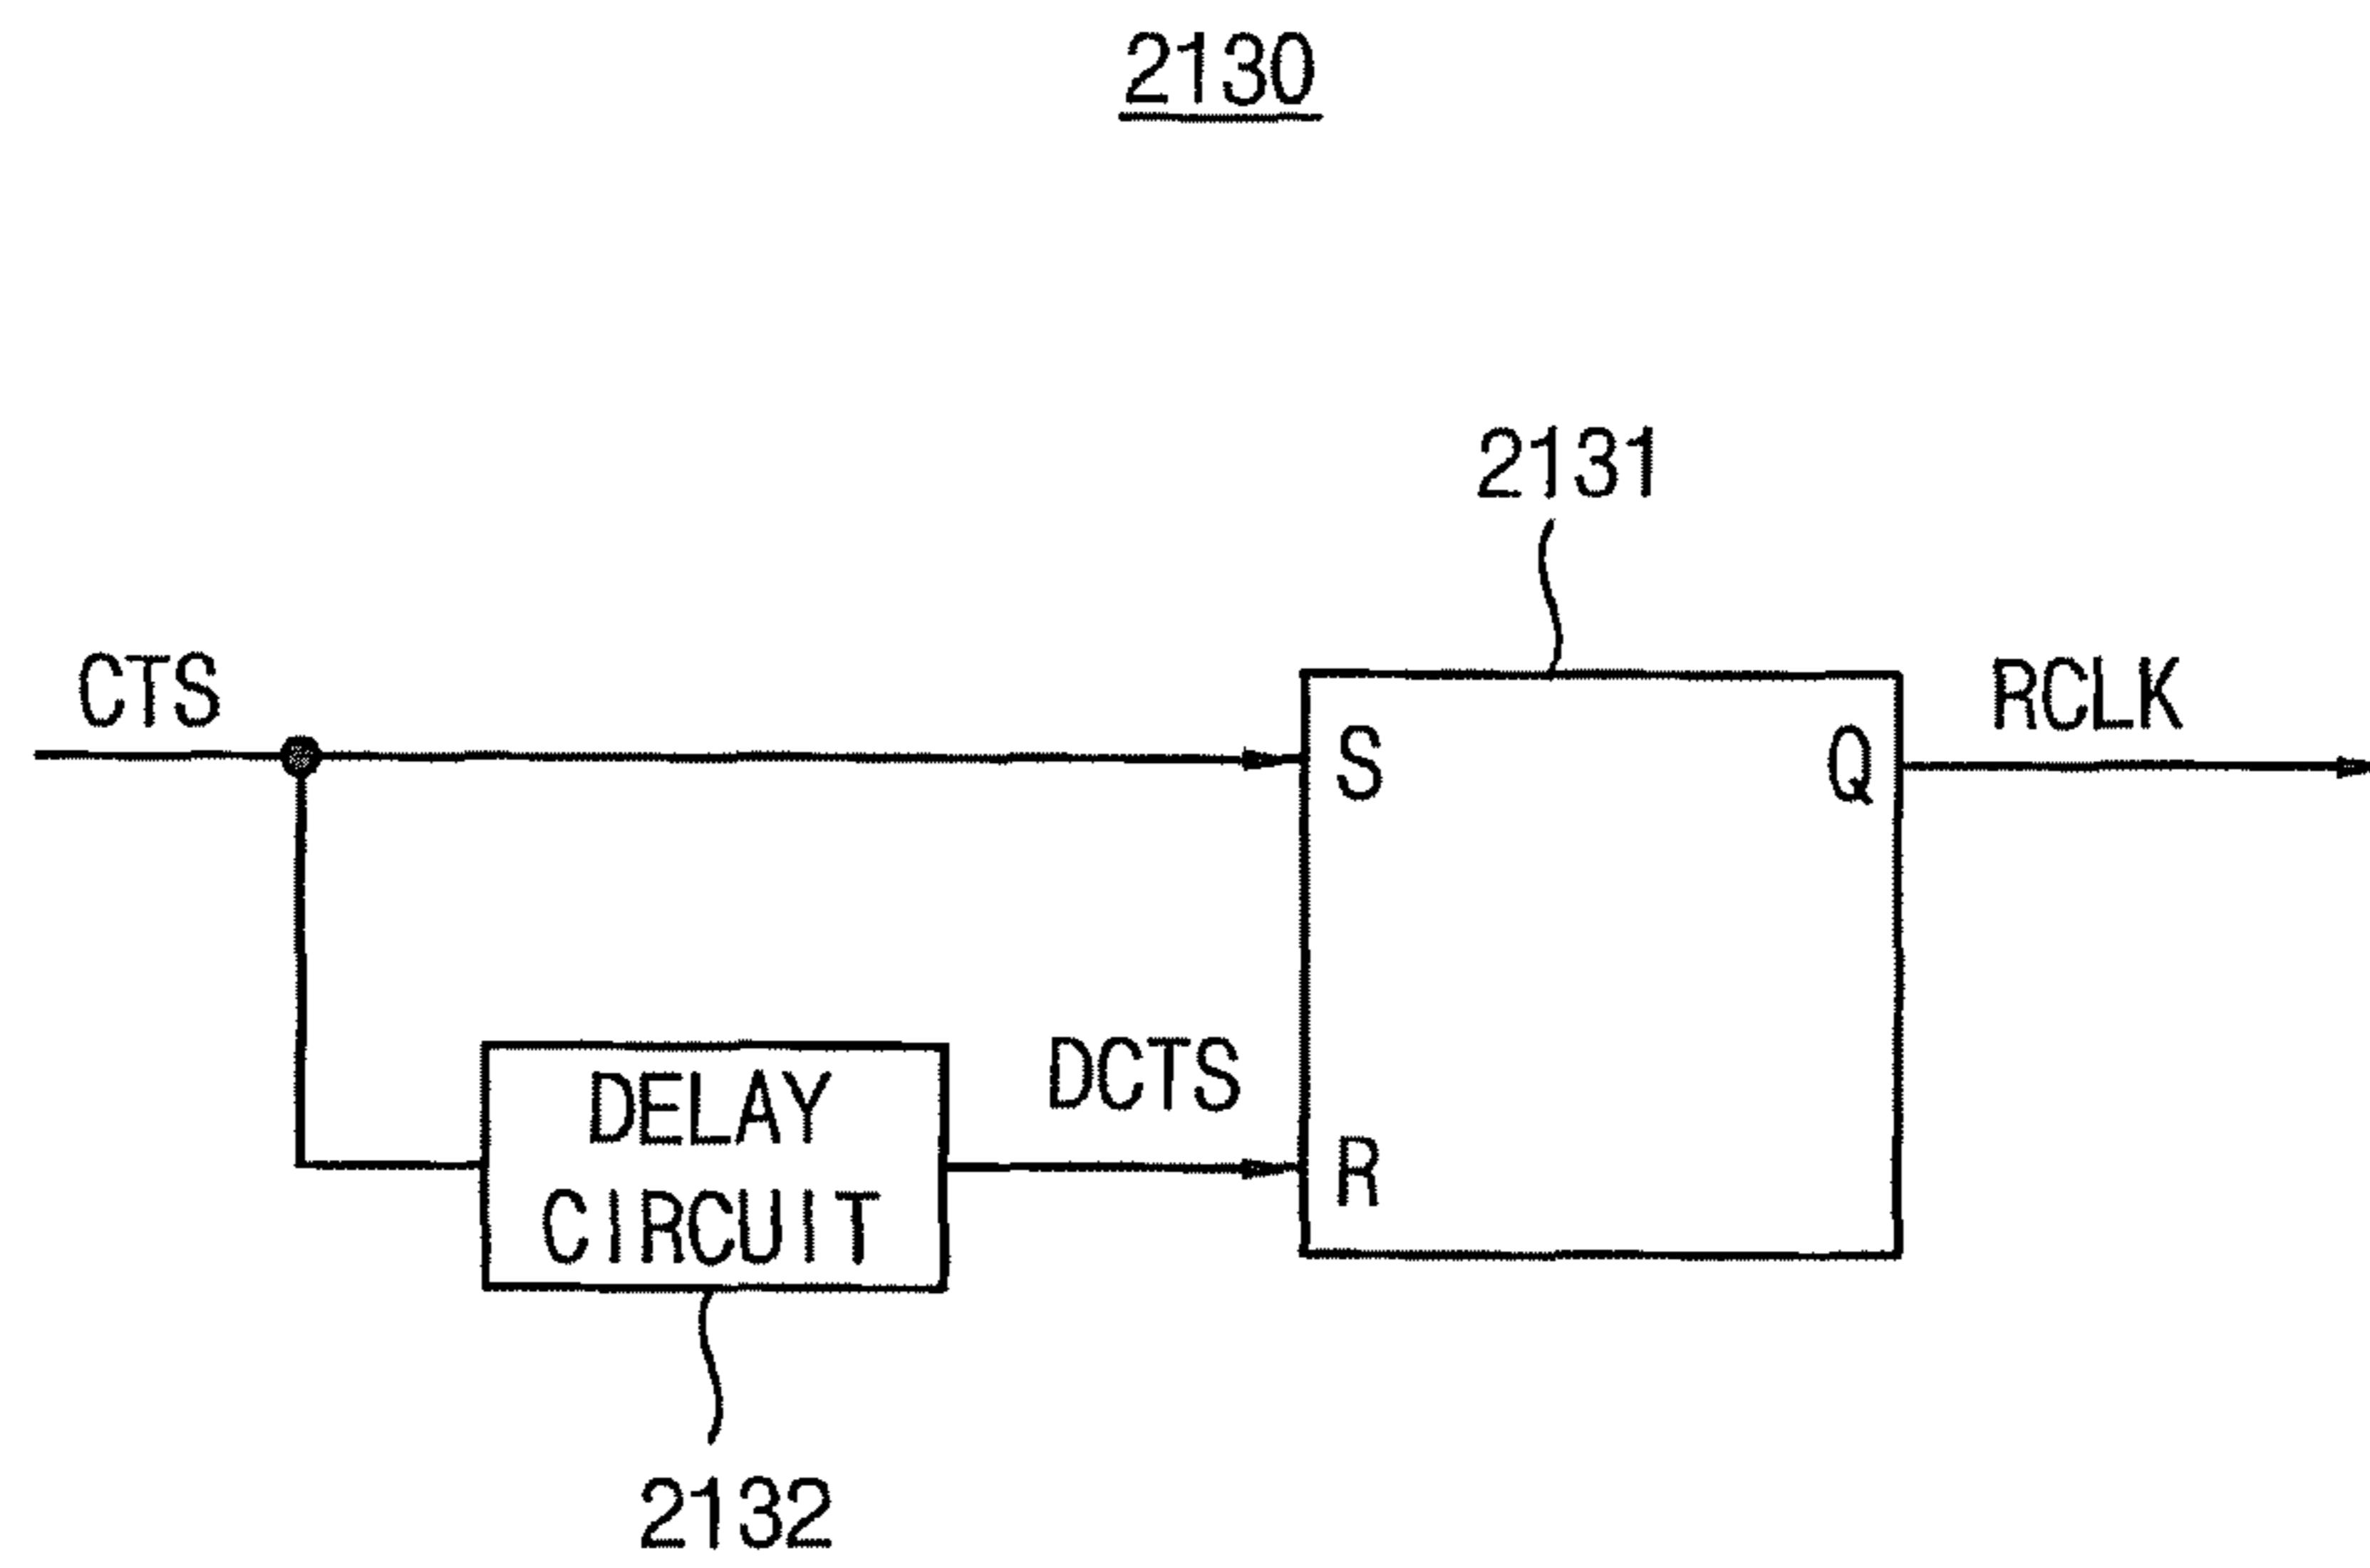 2130
2131
CTS
RCLK
S
Q
DCTS
R
DELAY
CIRCUIT
2132